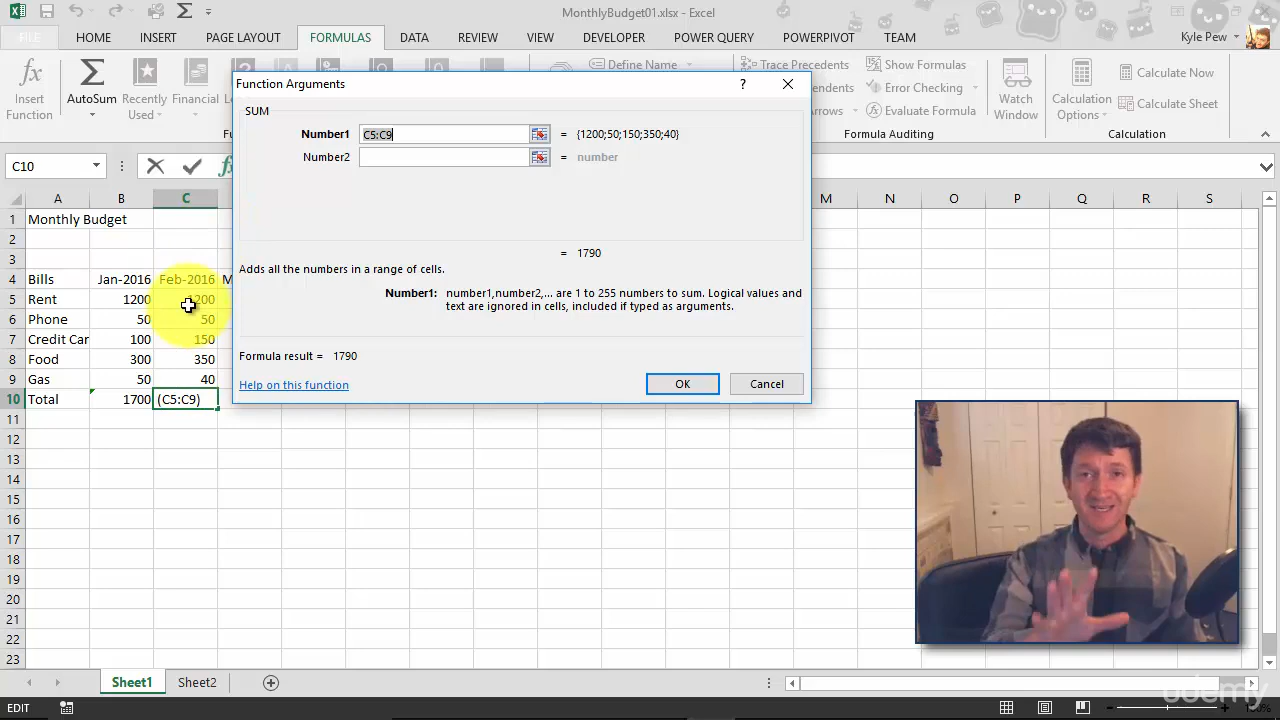 MonthlyBudget01.xlsx - Excel
FILE HOME INSERT PAGE LAYOUT FORMULAS DATA REVIEW VIEW DEVELOPER POWER QUERY POWERPIVOT TEAM Kyle Pew
Insert Function
AutoSum
Recently Used
Financial
Define Name
Trace Precedents
Show Formulas
Error Checking
Evaluate Formula
Watch Window
Calculate Now
Calculate Sheet
Formula Auditing
Calculation
Function Arguments
SUM
Number1 C5:C9 = {1200;50;150;350;40}
Number2 = number
= 1790
Adds all the numbers in a range of cells.
Number1: number1,number2,... are 1 to 255 numbers to sum. Logical values and
text are ignored in cells, included if typed as arguments.
Formula result = 1790
Help on this function
OK Cancel
C10
A B C M N O P Q R S
1 Monthly Budget
2
3
4 Bills Jan-2016 Feb-2016 M
5 Rent 1200 1200
6 Phone 50 50
7 Credit Car 100 150
8 Food 300 350
9 Gas 50 40
10 Total 1700 (C5:C9)
11
12
13
14
15
16
17
18
19
20
21
22
23
Sheet1 Sheet2
EDIT
udemy